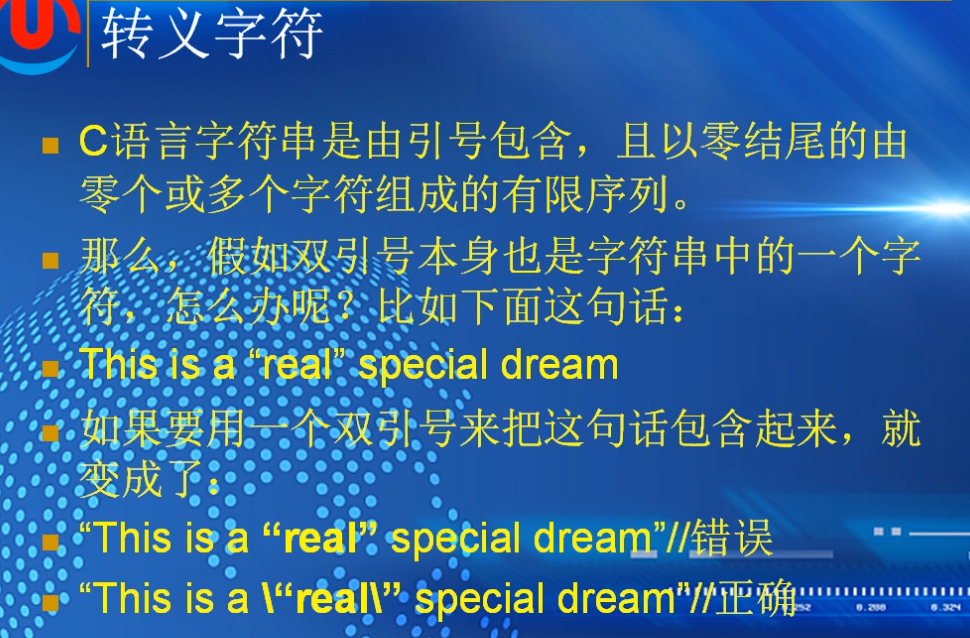 转义字符
C语言字符串是由引号包含，且以零结尾的由
零个或多个字符组成的有限序列。
那么，假如双引号本身也是字符串中的一个字
符，怎么办呢？比如下面这句话：
This is a “real” special dream
如果要用一个双引号来把这句话包含起来，就
变成了：
“This is a “real” special dream”//错误
“This is a \“real\” special dream”//正确
252 0.288 0.324